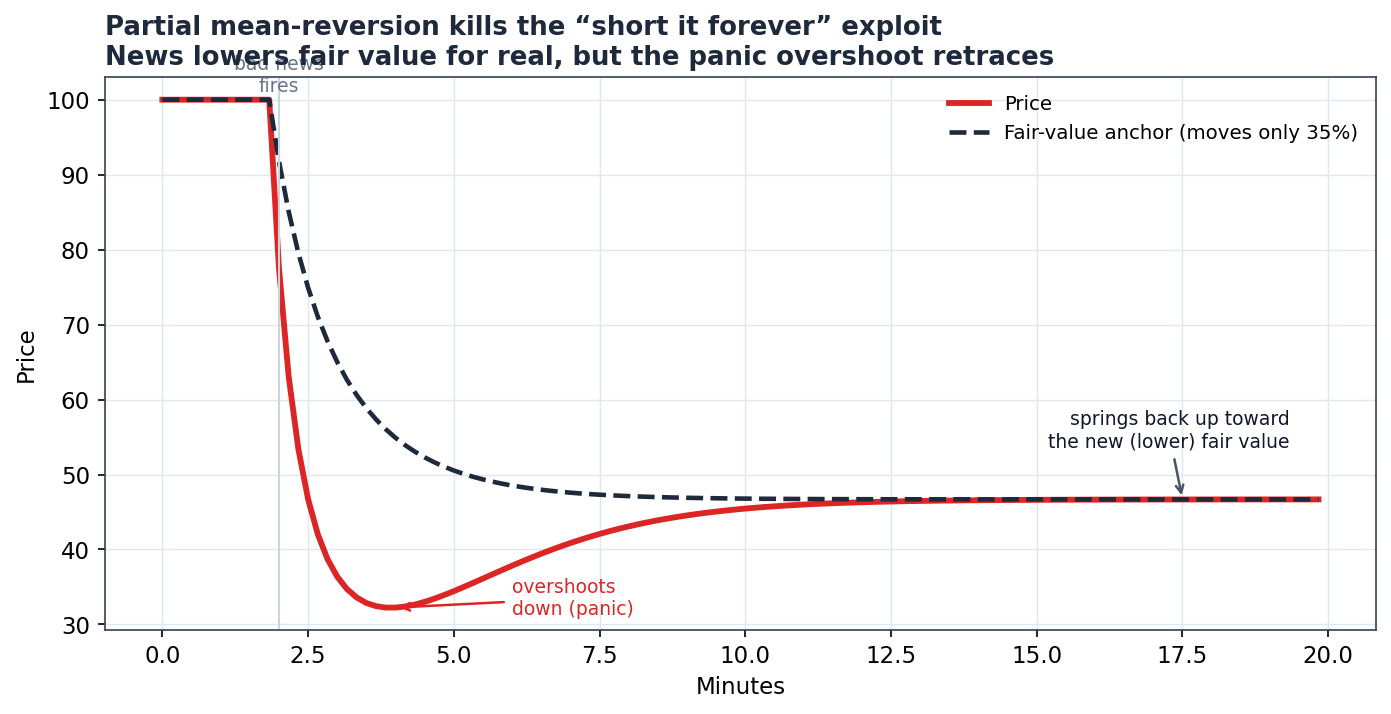 Partial mean-reversion kills the “short it forever” exploit
News lowers fair value for real, but the panic overshoot retraces
bad news
fires
Price
Fair-value anchor (moves only 35%)
100
90
80
70
60
50
40
30
Price
springs back up toward
the new (lower) fair value
overshoots
down (panic)
0.0 2.5 5.0 7.5 10.0 12.5 15.0 17.5 20.0
Minutes